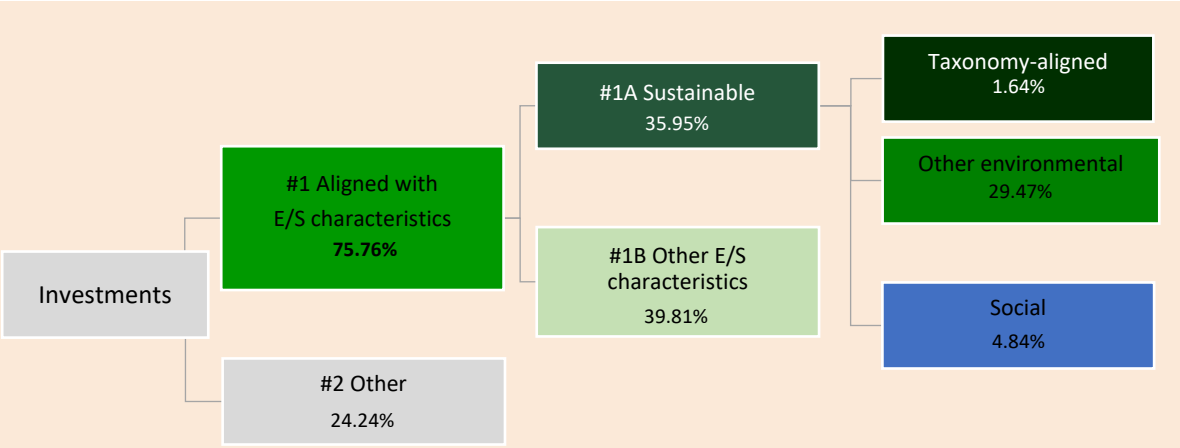 Investments
#1 Aligned with
E/S characteristics
75.76%
#2 Other
24.24%
#1A Sustainable
35.95%
#1B Other E/S
characteristics
39.81%
Taxonomy-aligned
1.64%
Other environmental
29.47%
Social
4.84%